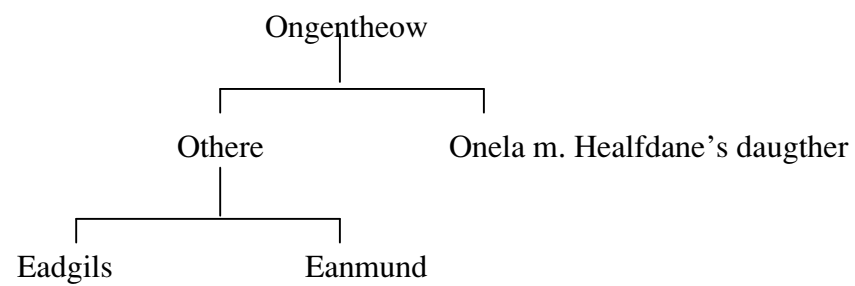 Ongentheow
Othere Onela m. Healfdane’s daugther
Eadgils Eanmund